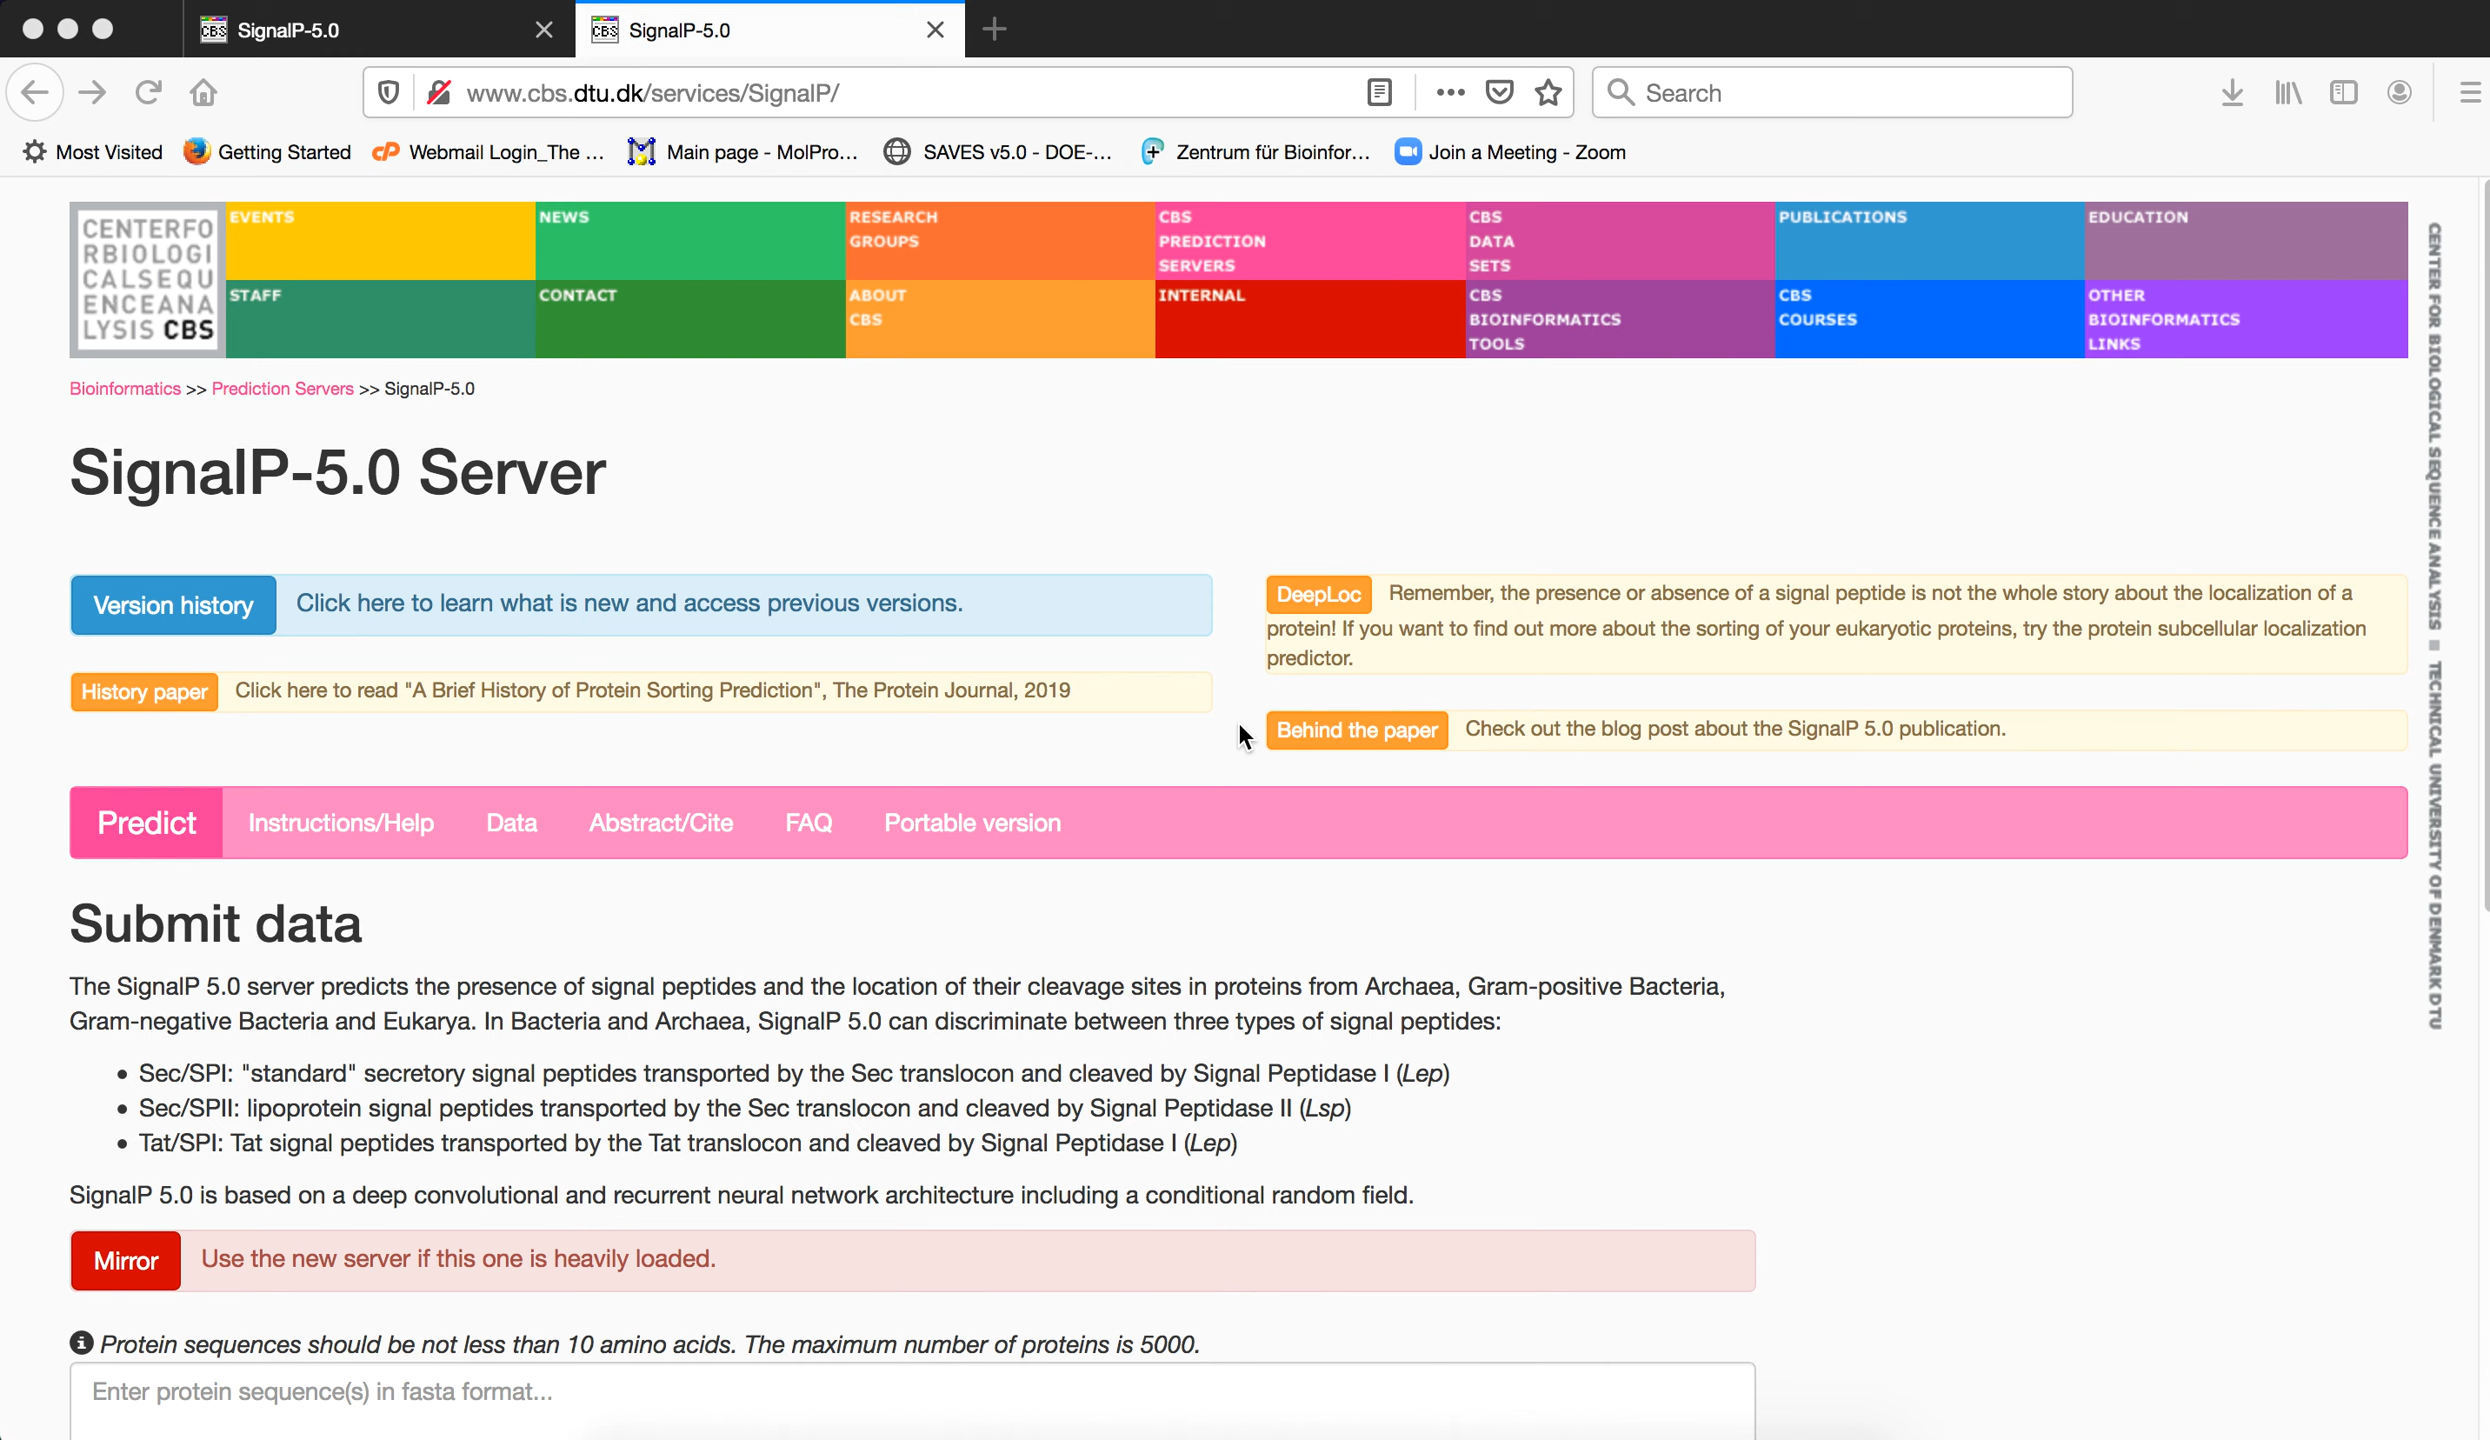 SignalP-5.0
SignalP-5.0
www.cbs.dtu.dk/services/SignalP/
Search
Most Visited
Getting Started
Webmail Login_The ...
Main page - MolPro...
SAVES v5.0 - DOE-...
Zentrum für Bioinfor...
Join a Meeting - Zoom
CENTERFO
RBIOLOGI
CALSEQU
ENCEANA
LYSIS CBS
EVENTS
NEWS
RESEARCH
GROUPS
CBS
PREDICTION
SERVERS
CBS
DATA
SETS
PUBLICATIONS
EDUCATION
STAFF
CONTACT
ABOUT
CBS
INTERNAL
CBS
BIOINFORMATICS
TOOLS
CBS
COURSES
OTHER
BIOINFORMATICS
LINKS
CENTER FOR BIOLOGICAL SEQUENCE ANALYSIS ■ TECHNICAL UNIVERSITY OF DENMARK DTU
Bioinformatics >> Prediction Servers >> SignalP-5.0
SignalP-5.0 Server
Version history Click here to learn what is new and access previous versions.
History paper Click here to read "A Brief History of Protein Sorting Prediction", The Protein Journal, 2019
DeepLoc Remember, the presence or absence of a signal peptide is not the whole story about the localization of a
protein! If you want to find out more about the sorting of your eukaryotic proteins, try the protein subcellular localization
predictor.
Behind the paper Check out the blog post about the SignalP 5.0 publication.
Predict Instructions/Help Data Abstract/Cite FAQ Portable version
Submit data
The SignalP 5.0 server predicts the presence of signal peptides and the location of their cleavage sites in proteins from Archaea, Gram-positive Bacteria,
Gram-negative Bacteria and Eukarya. In Bacteria and Archaea, SignalP 5.0 can discriminate between three types of signal peptides:
• Sec/SPI: "standard" secretory signal peptides transported by the Sec translocon and cleaved by Signal Peptidase I (Lep)
• Sec/SPII: lipoprotein signal peptides transported by the Sec translocon and cleaved by Signal Peptidase II (Lsp)
• Tat/SPI: Tat signal peptides transported by the Tat translocon and cleaved by Signal Peptidase I (Lep)
SignalP 5.0 is based on a deep convolutional and recurrent neural network architecture including a conditional random field.
Mirror Use the new server if this one is heavily loaded.
Protein sequences should be not less than 10 amino acids. The maximum number of proteins is 5000.
Enter protein sequence(s) in fasta format...